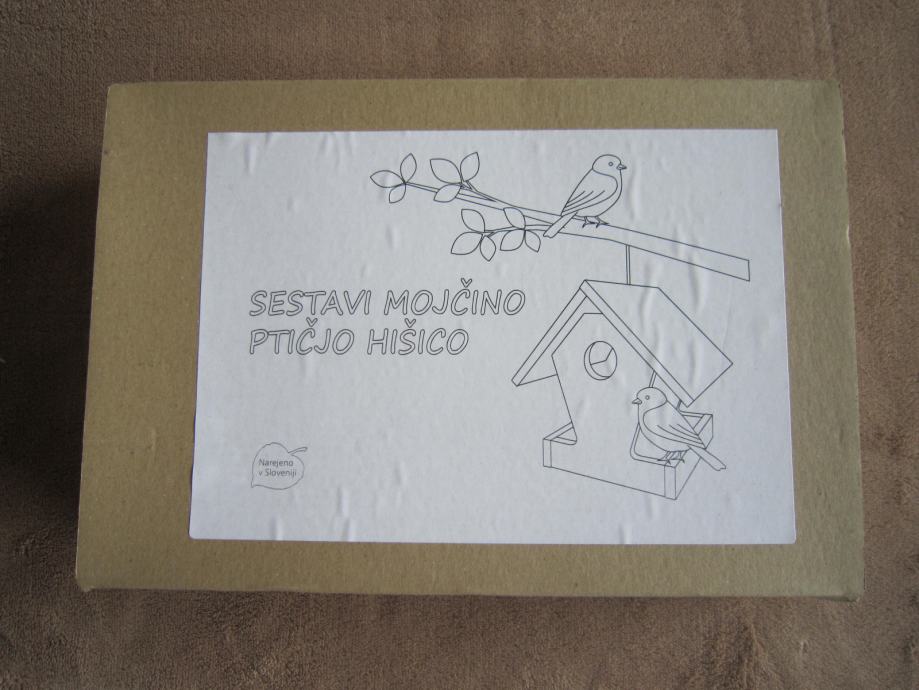 SESTAVI MOJČINO
PTIČJO HIŠICO
Narejeno
v Sloveniji